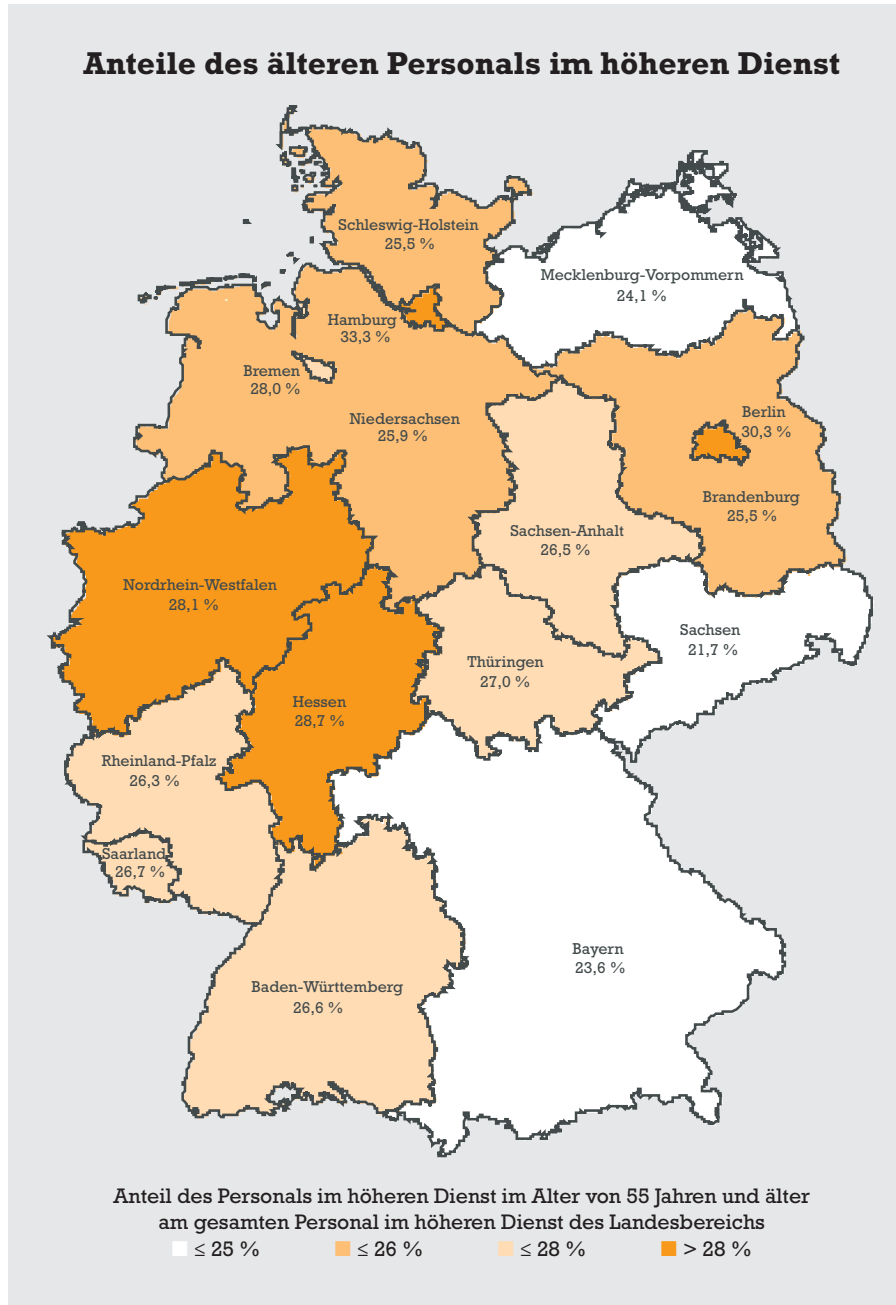 Anteile des älteren Personals im höheren Dienst
Schleswig-Holstein
25,5 %
Mecklenburg-Vorpommern
24,1 %
Hamburg
33,3 %
Bremen
28,0 %
Niedersachsen
25,9 %
Berlin
30,3 %
Brandenburg
25,5 %
Sachsen-Anhalt
26,5 %
Nordrhein-Westfalen
28,1 %
Sachsen
21,7 %
Thüringen
27,0 %
Hessen
28,7 %
Rheinland-Pfalz
26,3 %
Saarland
26,7 %
Bayern
23,6 %
Baden-Württemberg
26,6 %
Anteil des Personals im höheren Dienst im Alter von 55 Jahren und älter
am gesamten Personal im höheren Dienst des Landesbereichs
≤ 25 % ≤ 26 % ≤ 28 % > 28 %